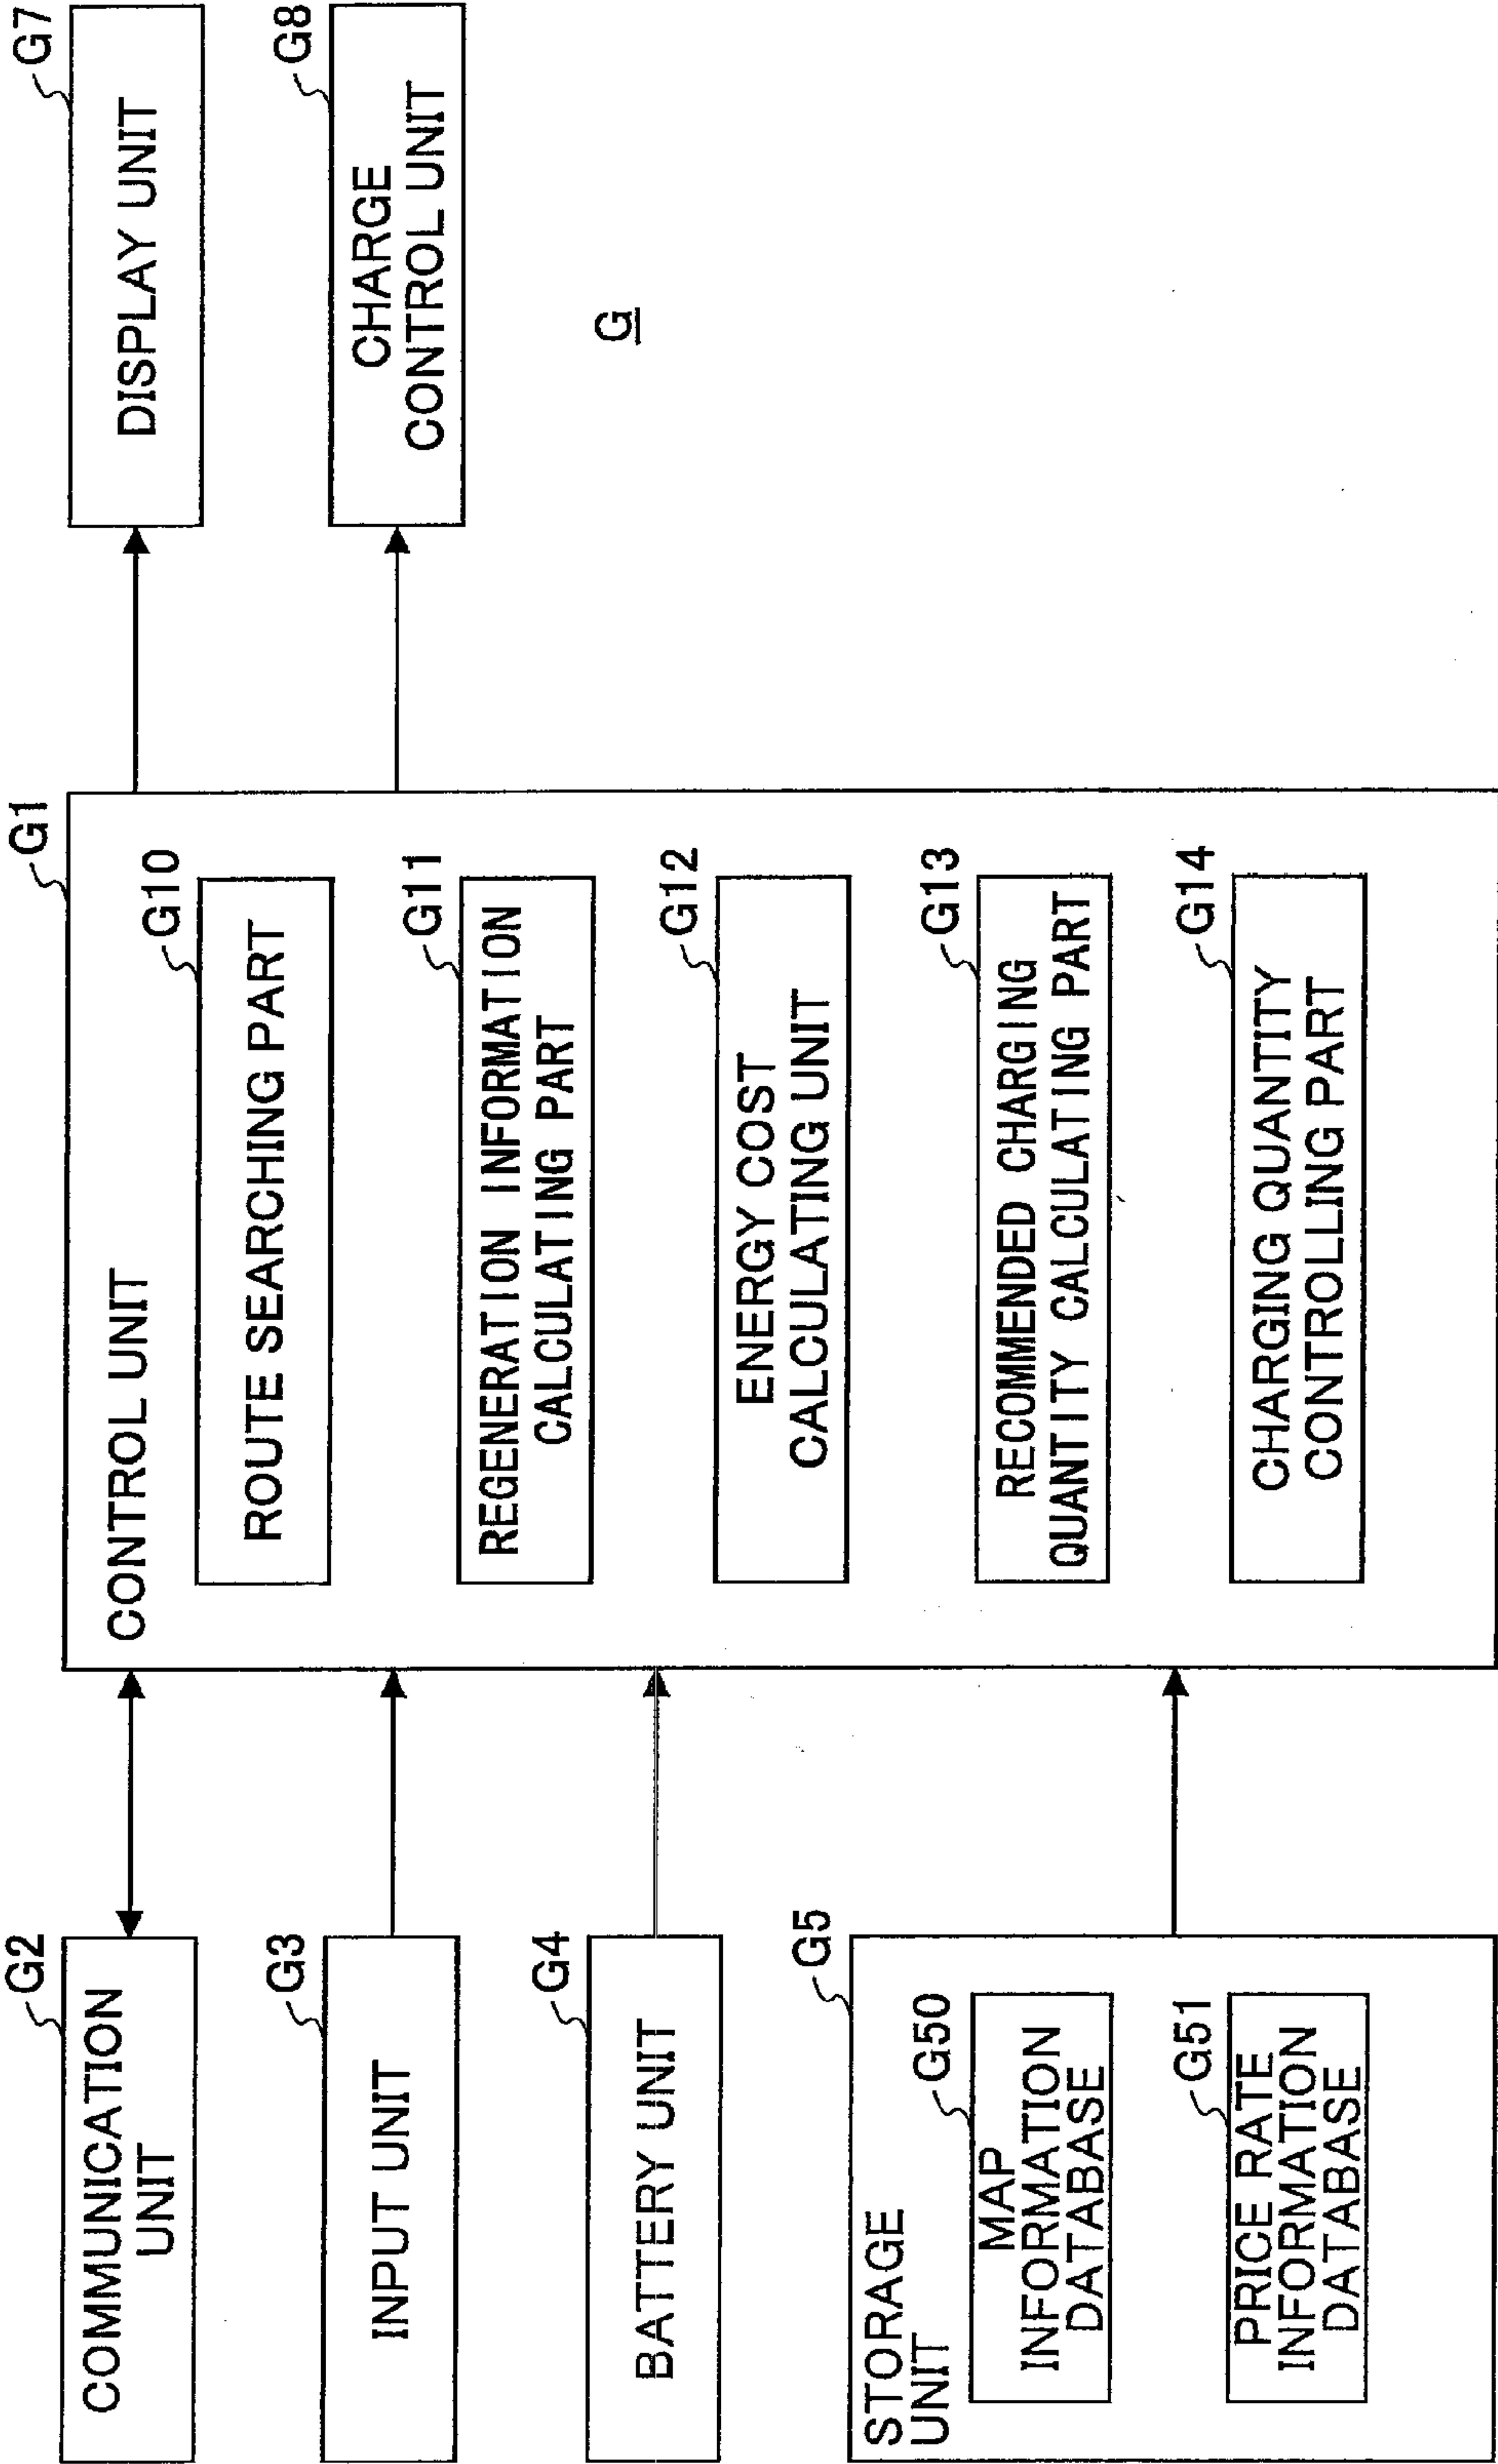 G2
COMMUNICATION
UNIT
G3
INPUT UNIT
G4
BATTERY UNIT
G5
STORAGE
UNIT
G50
MAP
INFORMATION
DATABASE
G51
PRICE RATE
INFORMATION
DATABASE
G1
CONTROL UNIT
G10
ROUTE SEARCHING PART
G11
REGENERATION INFORMATION
CALCULATING PART
G12
ENERGY COST
CALCULATING UNIT
G13
RECOMMENDED CHARGING
QUANTITY CALCULATING PART
G14
CHARGING QUANTITY
CONTROLLING PART
G7
DISPLAY UNIT
G8
CHARGE
CONTROL UNIT
G